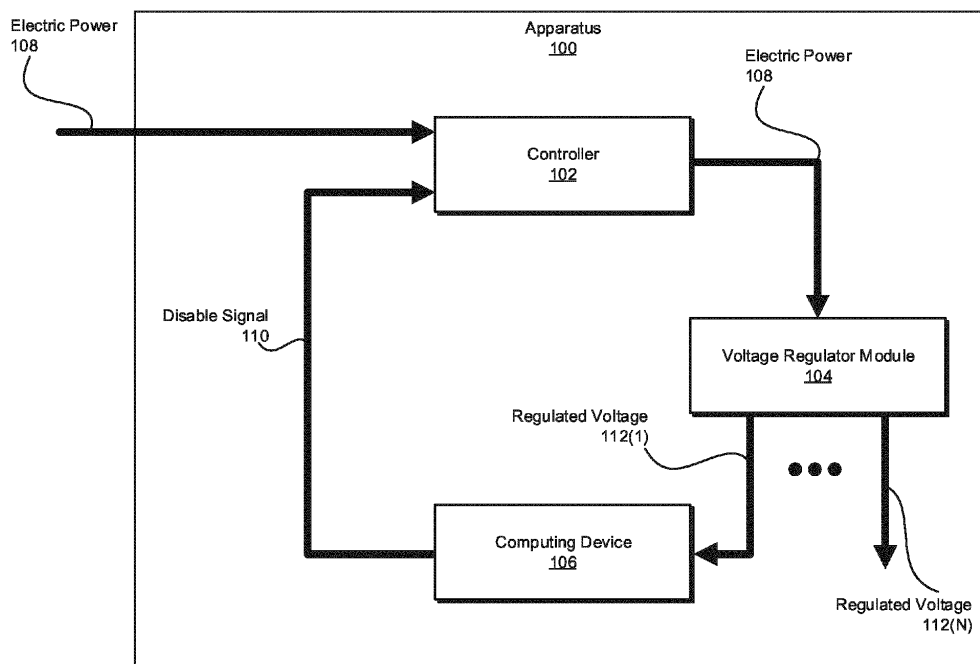 Electric Power
108
Apparatus
100
Electric Power
108
Controller
102
Disable Signal
110
Voltage Regulator Module
104
Regulated Voltage
112(1)
Computing Device
106
Regulated Voltage
112(N)